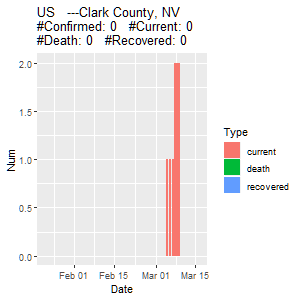 US   ---Clark County, NV
#Confirmed: 0   #Current: 0
#Death: 0   #Recovered: 0
2.0
1.5
1.0
0.5
0.0
Num
Feb 01
Feb 15
Mar 01
Mar 15
Date
Type
current
death
recovered